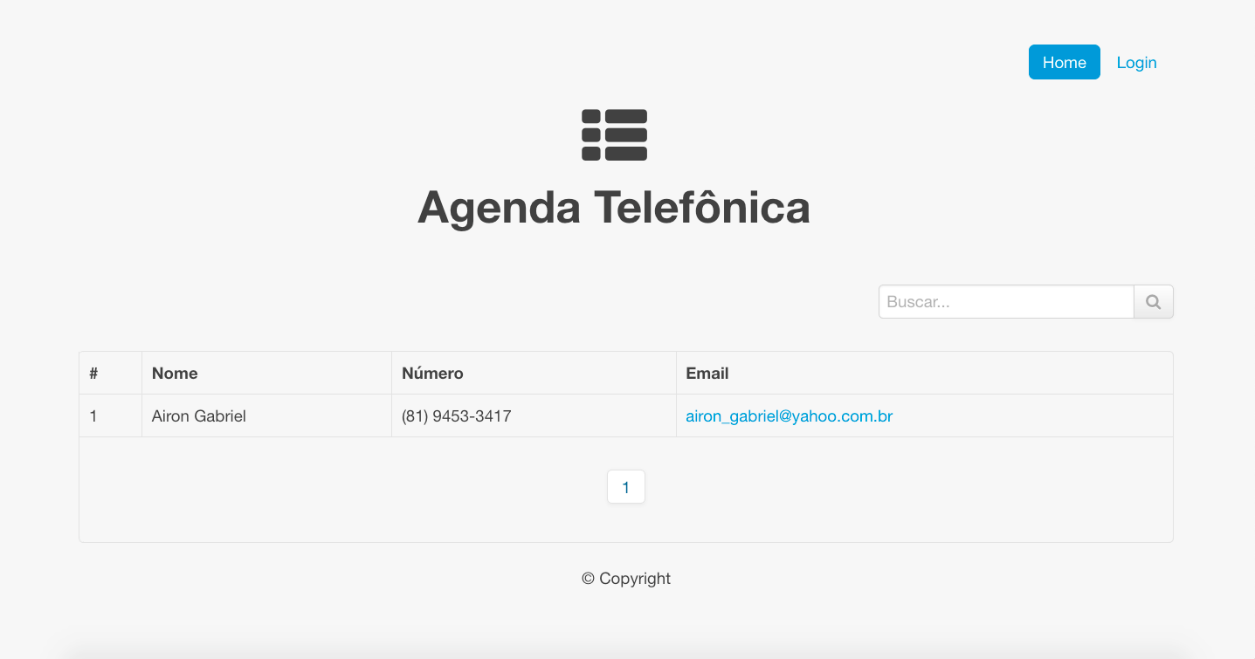 Home Login
Agenda Telefônica
Buscar...
# Nome Número Email
1 Airon Gabriel (81) 9453-3417 airon_gabriel@yahoo.com.br
1
© Copyright